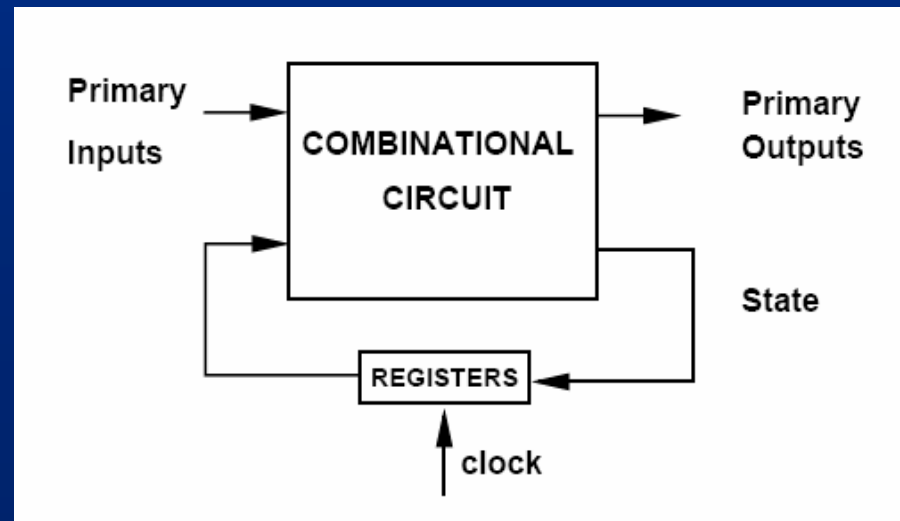 Primary
Inputs
COMBINATIONAL
CIRCUIT
Primary
Outputs
State
REGISTERS
clock